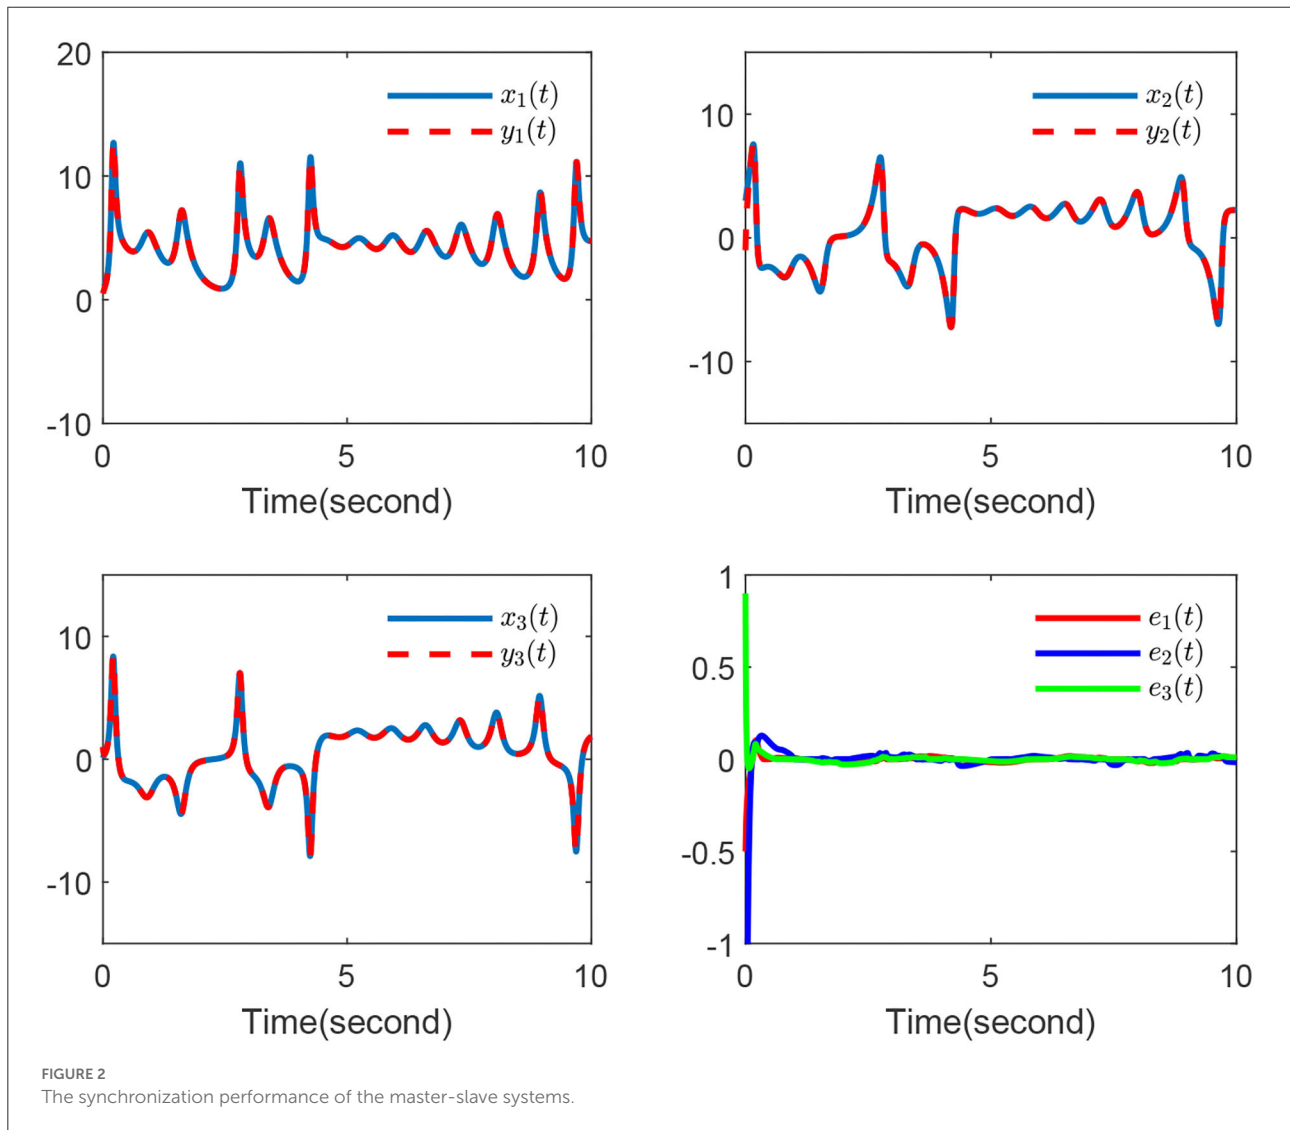 20
10
0
-10
x₁(t)
y₁(t)
0 5 10
Time(second)
10
0
-10
x₂(t)
y₂(t)
0 5 10
Time(second)
10
0
-10
x₃(t)
y₃(t)
0 5 10
Time(second)
1
0.5
0
-0.5
-1
e₁(t)
e₂(t)
e₃(t)
0 5 10
Time(second)
FIGURE 2
The synchronization performance of the master-slave systems.